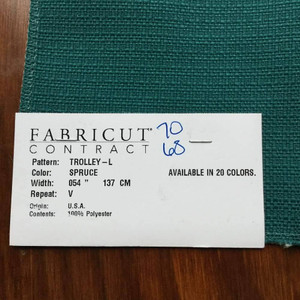 FABRICUT
CONTRACT
70
68
Pattern: TROLLEY-L
Color: SPRUCE AVAILABLE IN 20 COLORS.
Width: 054 " 137 CM
Repeat: V
Origin: U.S.A.
Contents: 100% Polyester